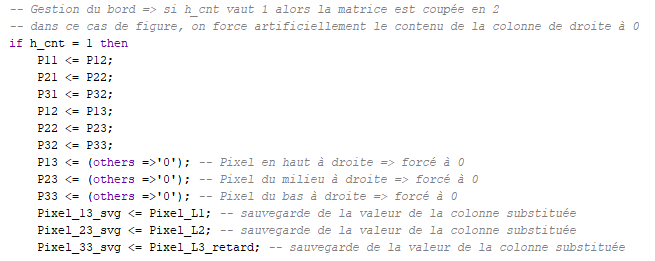 -- Gestion du bord => si h_cnt vaut 1 alors la matrice est coupée en 2
-- dans ce cas de figure, on force artificiellement le contenu de la colonne de droite à 0
if h_cnt = 1 then
    P11 <= P12;
    P21 <= P22;
    P31 <= P32;
    P12 <= P13;
    P22 <= P23;
    P32 <= P33;
    P13 <= (others =>'0'); -- Pixel en haut à droite => forcé à 0
    P23 <= (others =>'0'); -- Pixel du milieu à droite => forcé à 0
    P33 <= (others =>'0'); -- Pixel du bas à droite => forcé à 0
    Pixel_13_svg <= Pixel_L1; -- sauvegarde de la valeur de la colonne substituée
    Pixel_23_svg <= Pixel_L2; -- sauvegarde de la valeur de la colonne substituée
    Pixel_33_svg <= Pixel_L3_retard; -- sauvegarde de la valeur de la colonne substituée